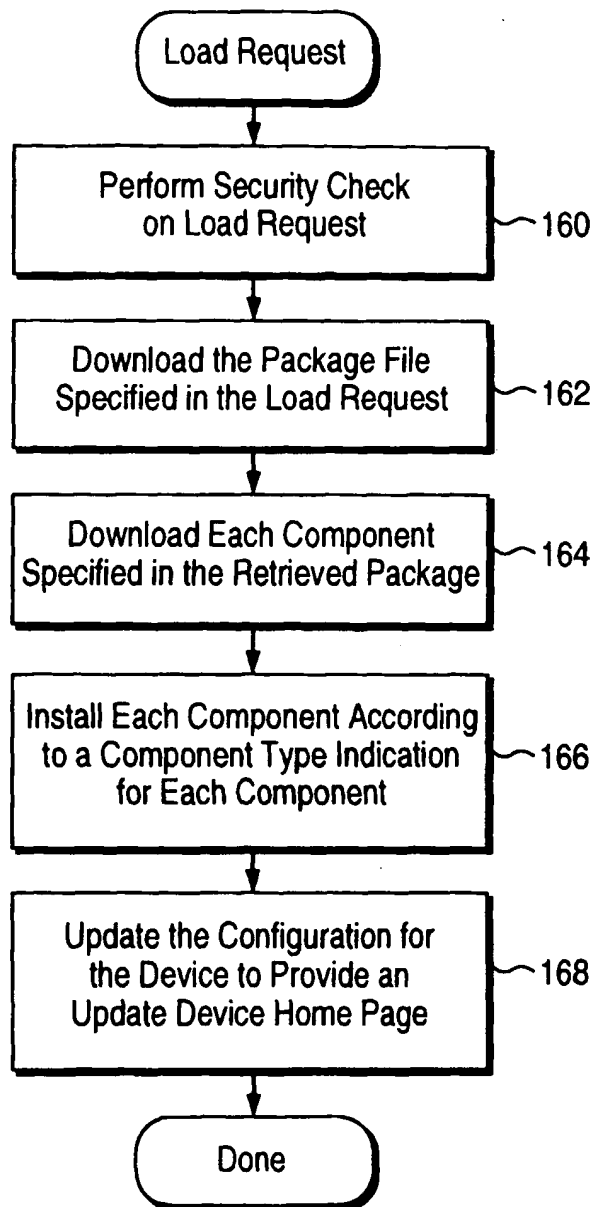 Load Request
Perform Security Check
on Load Request
160
Download the Package File
Specified in the Load Request
162
Download Each Component
Specified in the Retrieved Package
164
Install Each Component According
to a Component Type Indication
for Each Component
166
Update the Configuration for
the Device to Provide an
Update Device Home Page
168
Done